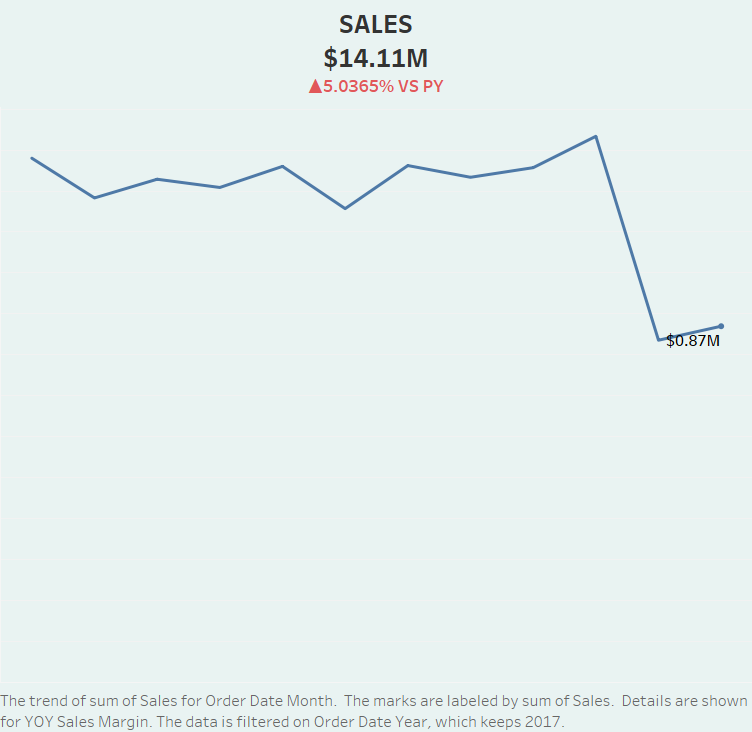 SALES
$14.11M
▲5.0365% VS PY
$0.87M
The trend of sum of Sales for Order Date Month.  The marks are labeled by sum of Sales.  Details are shown
for YOY Sales Margin. The data is filtered on Order Date Year, which keeps 2017.